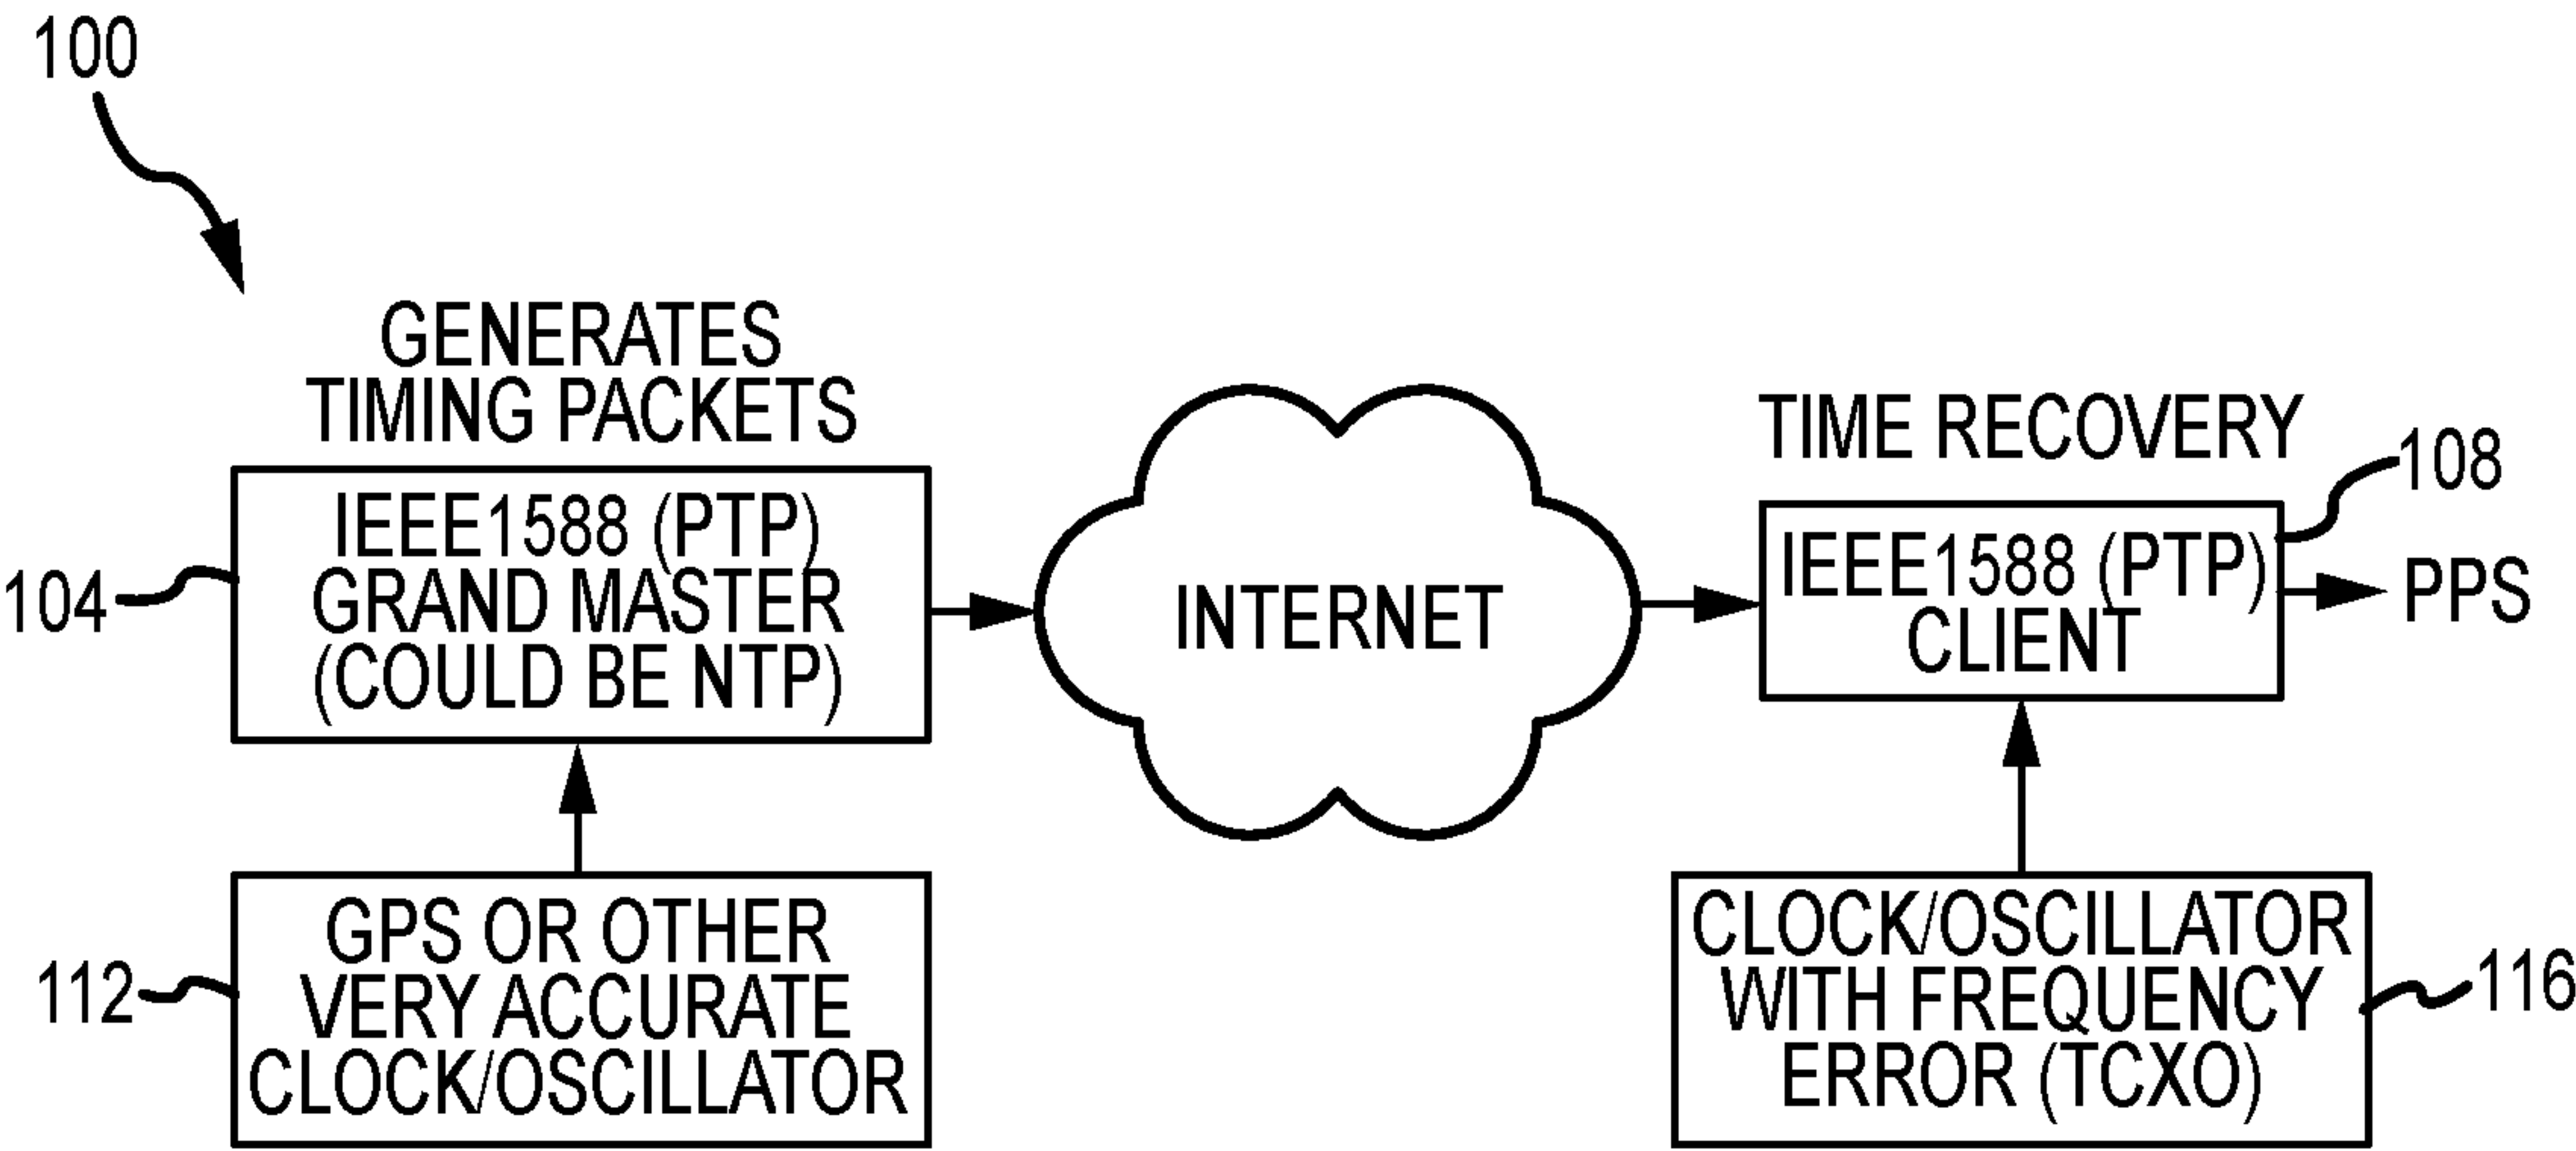 100
GENERATES
TIMING PACKETS
IEEE1588 (PTP)
GRAND MASTER
(COULD BE NTP)
104
GPS OR OTHER
VERY ACCURATE
CLOCK/OSCILLATOR
112
INTERNET
TIME RECOVERY
108
IEEE1588 (PTP)
CLIENT
PPS
CLOCK/OSCILLATOR
WITH FREQUENCY
ERROR (TCXO)
116